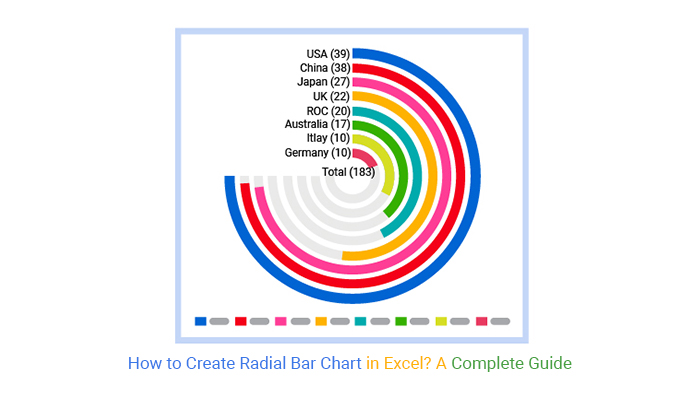 USA (39)
China (38)
Japan (27)
UK (22)
ROC (20)
Australia (17)
Itlay (10)
Germany (10)
Total (183)
How to Create Radial Bar Chart in Excel? A Complete Guide